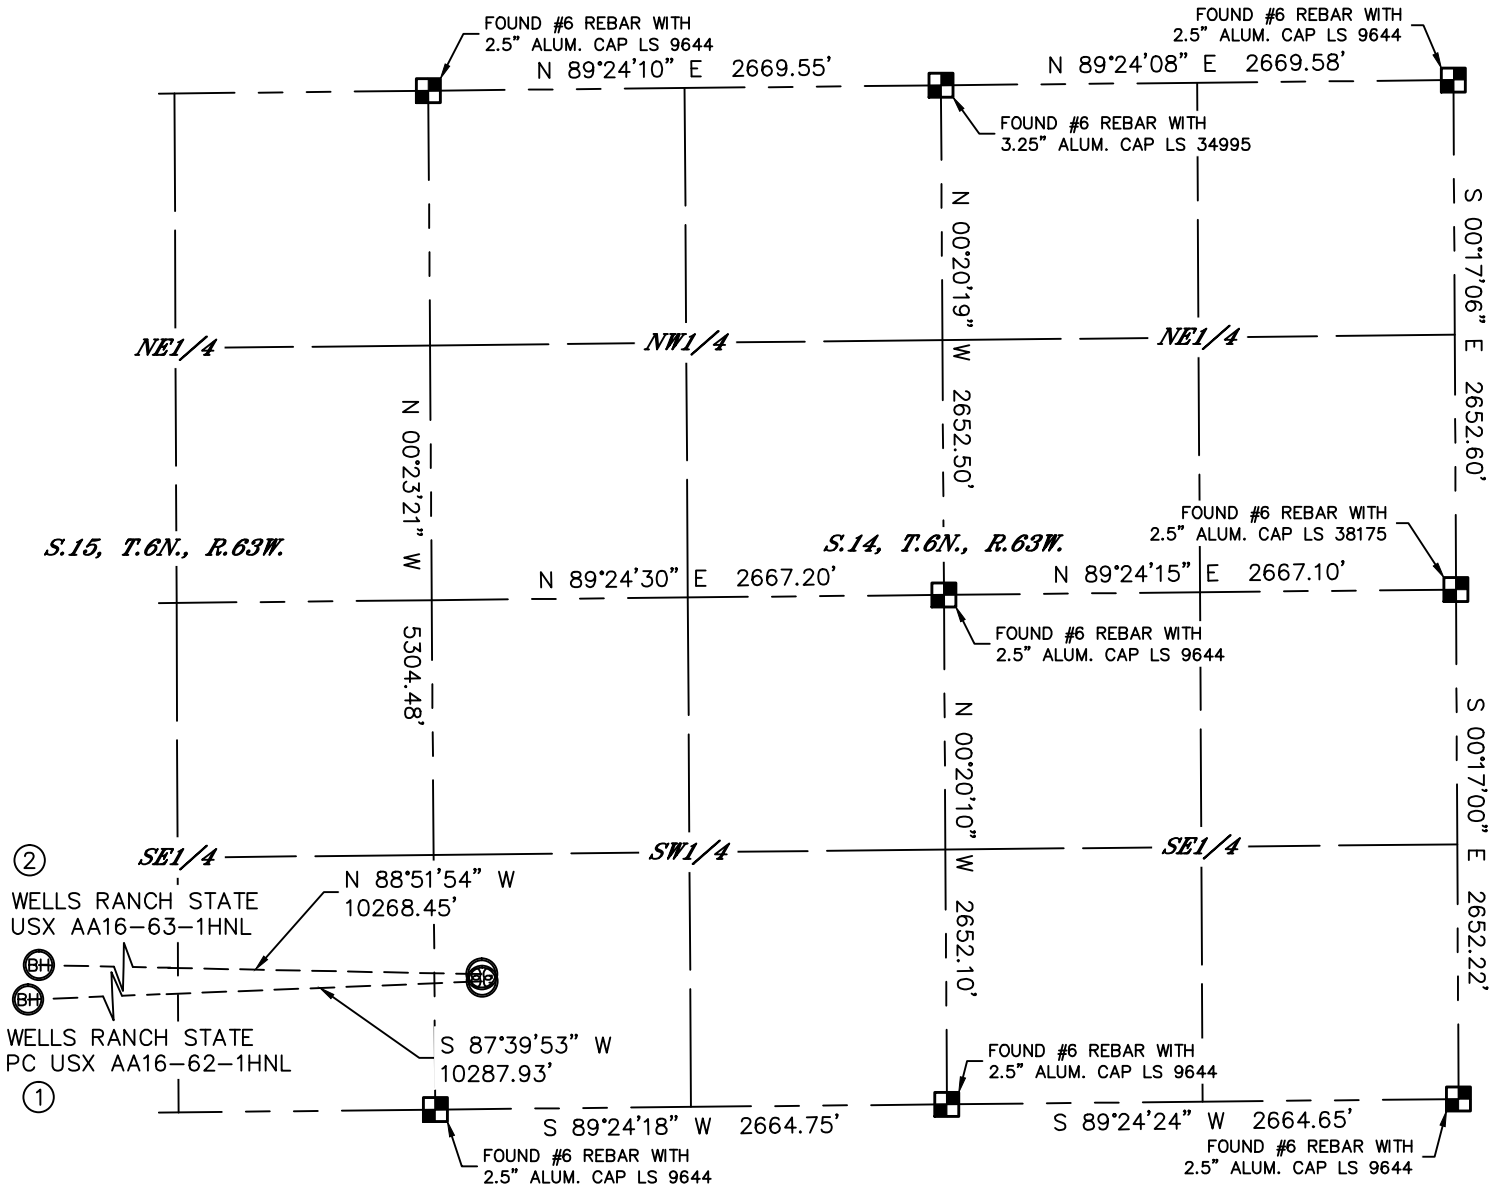 FOUND #6 REBAR WITH
2.5" ALUM. CAP LS 9644
FOUND #6 REBAR WITH
2.5" ALUM. CAP LS 9644
N 89°24'10" E 2669.55'
N 89°24'08" E 2669.58'
FOUND #6 REBAR WITH
3.25" ALUM. CAP LS 34995
N 00°20'19" W 2652.50'
S 00°17'06" E 2652.60'
NE1/4
NW1/4
NE1/4
N 00°23'21" W 5304.48'
S.15, T.6N., R.63W.
S.14, T.6N., R.63W.
FOUND #6 REBAR WITH
2.5" ALUM. CAP LS 38175
N 89°24'30" E 2667.20'
N 89°24'15" E 2667.10'
FOUND #6 REBAR WITH
2.5" ALUM. CAP LS 9644
N 00°20'10" W 2652.10'
S 00°17'00" E 2652.22'
SE1/4
SW1/4
SE1/4
2
WELLS RANCH STATE
USX AA16-63-1HNL
N 88°51'54" W
10268.45'
BH
BH
WELLS RANCH STATE
PC USX AA16-62-1HNL
1
S 87°39'53" W
10287.93'
FOUND #6 REBAR WITH
2.5" ALUM. CAP LS 9644
S 89°24'18" W 2664.75'
S 89°24'24" W 2664.65'
FOUND #6 REBAR WITH
2.5" ALUM. CAP LS 9644
FOUND #6 REBAR WITH
2.5" ALUM. CAP LS 9644